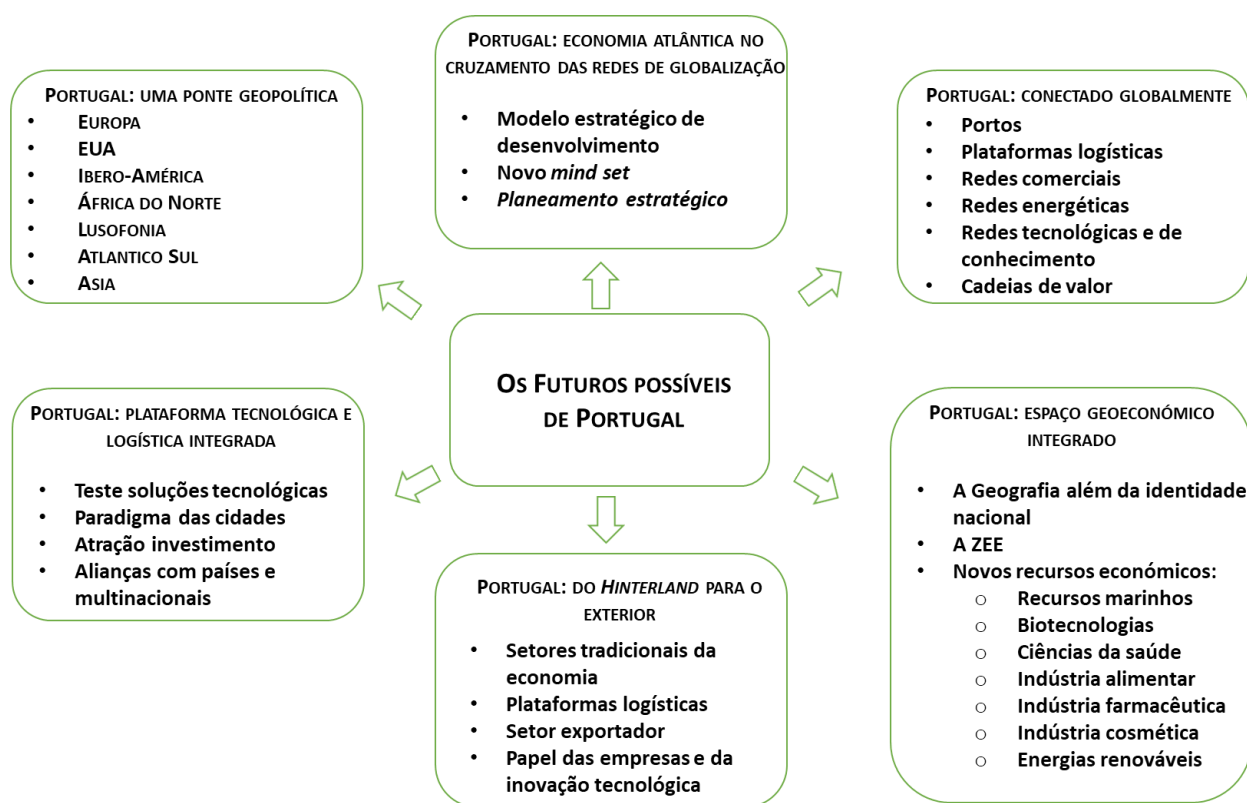 PORTUGAL: ECONOMIA ATLÂNTICA NO
CRUZAMENTO DAS REDES DE GLOBALIZAÇÃO
• Modelo estratégico de
desenvolvimento
• Novo mind set
• Planeamento estratégico
PORTUGAL: UMA PONTE GEOPOLÍTICA
• EUROPA
• EUA
• IBERO-AMÉRICA
• ÁFRICA DO NORTE
• LUSOFONIA
• ATLANTICO SUL
• ASIA
PORTUGAL: CONECTADO GLOBALMENTE
• Portos
• Plataformas logísticas
• Redes comerciais
• Redes energéticas
• Redes tecnológicas e de
conhecimento
• Cadeias de valor
OS FUTUROS POSSÍVEIS
DE PORTUGAL
PORTUGAL: PLATAFORMA TECNOLÓGICA E
LOGÍSTICA INTEGRADA
• Teste soluções tecnológicas
• Paradigma das cidades
• Atração investimento
• Alianças com países e
multinacionais
PORTUGAL: ESPAÇO GEOECONÓMICO
INTEGRADO
• A Geografia além da identidade
nacional
• A ZEE
• Novos recursos económicos:
o Recursos marinhos
o Biotecnologias
o Ciências da saúde
o Indústria alimentar
o Indústria farmacêutica
o Indústria cosmética
o Energias renováveis
PORTUGAL: DO HINTERLAND PARA O
EXTERIOR
• Setores tradicionais da
economia
• Plataformas logísticas
• Setor exportador
• Papel das empresas e da
inovação tecnológica